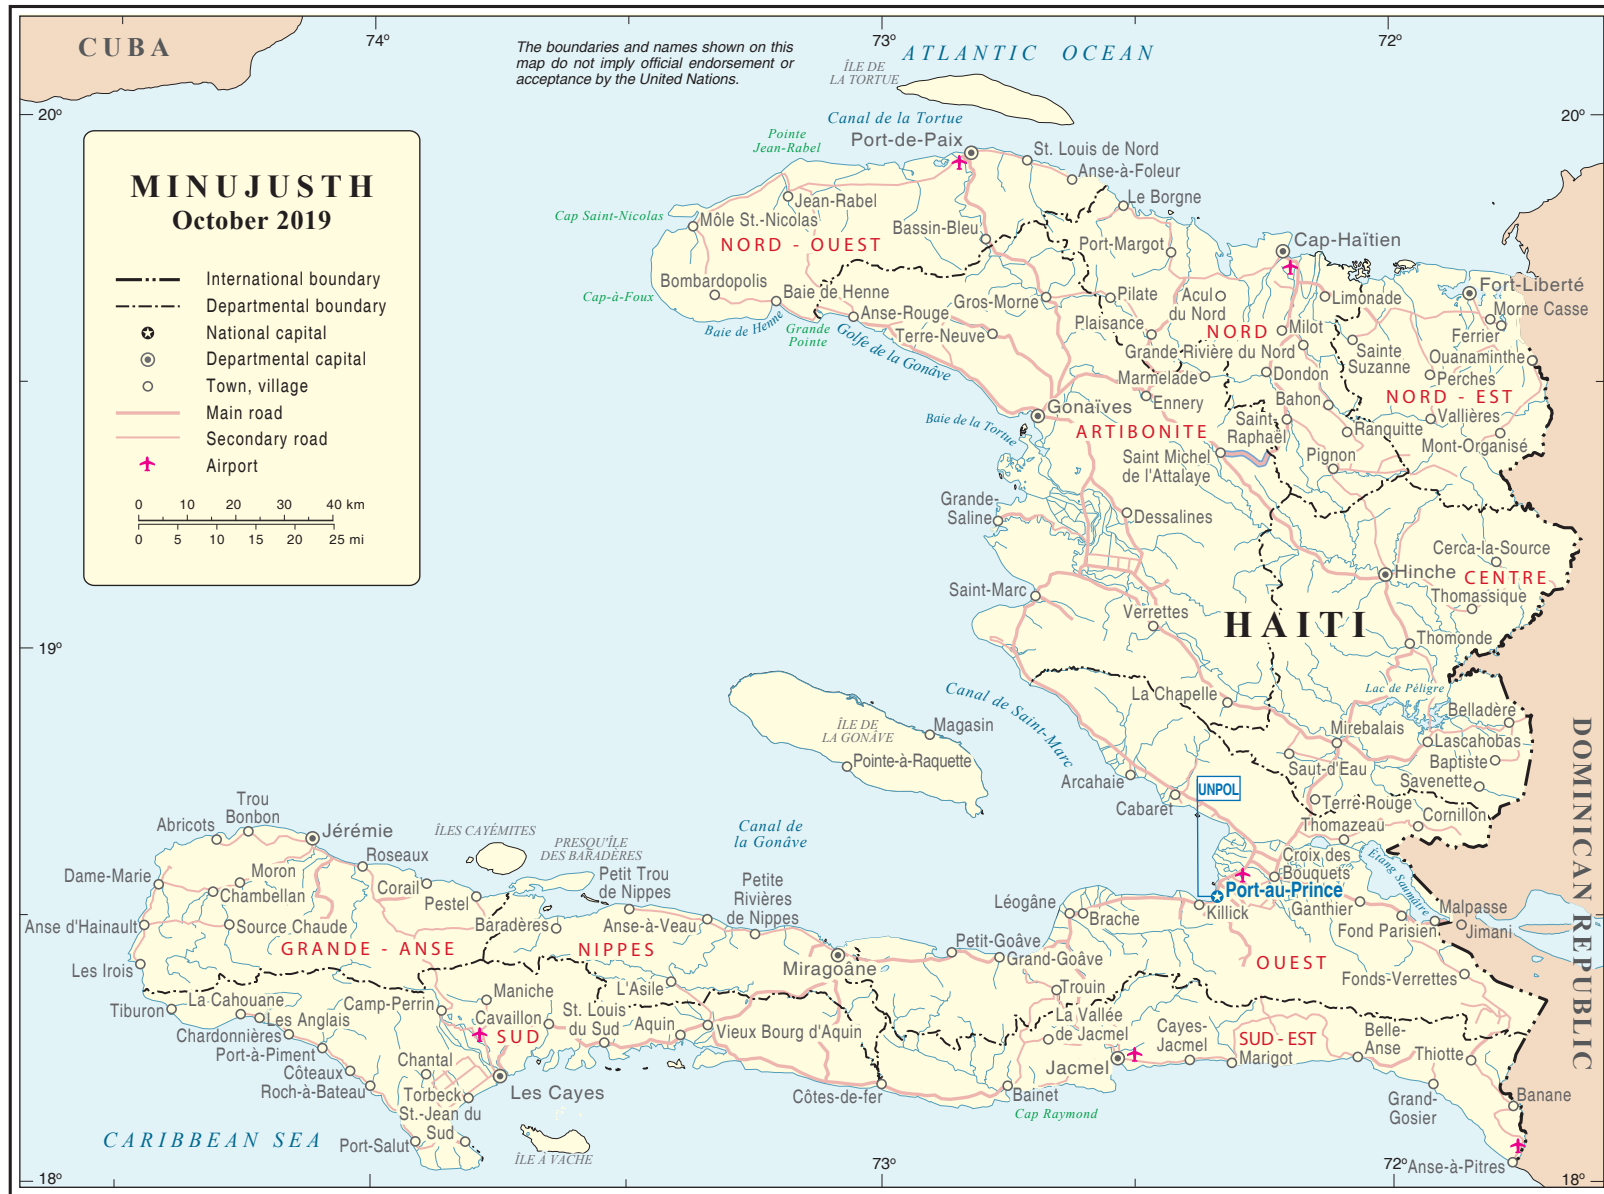 CUBA
74°
73°
72°
The boundaries and names shown on this
map do not imply official endorsement or
acceptance by the United Nations.
ATLANTIC OCEAN
ÎLE DE
LA TORTUE
20°
20°
Canal de la Tortue
Pointe
Jean-Rabel
Port-de-Paix
St. Louis de Nord
Anse-à-Foleur
Le Borgne
MINUJUSTH
October 2019
International boundary
Departmental boundary
National capital
Departmental capital
Town, village
Main road
Secondary road
Airport
0 10 20 30 40 km
0 5 10 15 20 25 mi
Jean-Rabel
Cap Saint-Nicolas
Môle St.-Nicolas
NORD - OUEST
Bassin-Bleu
Port-Margot
Cap-Haïtien
Bombardopolis
Cap-à-Foux
Baie de Henne
Baie de Henne
Grande
Pointe
Anse-Rouge
Golfe de la Gonâve
Terre-Neuve
Gros-Morne
Pilate
Plaisance
Acul
du Nord
NORD
Limonade
Milot
Fort-Liberté
Morne Casse
Ferrier
Ouanaminthe
Grande Rivière du Nord
Sainte
Suzanne
Perches
Marmelade
Dondon
Ennery
Bahon
NORD - EST
Vallières
Gonaïves
Baie de la Tortue
ARTIBONITE
Saint-
Raphaël
Ranquitte
Mont-Organisé
Saint Michel
de l'Attalaye
Pignon
Grande-
Saline
Dessalines
Cerca-la-Source
Hinche
CENTRE
Thomassique
Saint-Marc
Verrettes
HAITI
Thomonde
19°
19°
Canal de Saint-Marc
La Chapelle
Lac de Péligre
Belladère
Mirebalais
Lascahobas
ÎLE DE
LA GONÂVE
Magasin
Pointe-à-Raquette
Arcahaie
Cabaret
UNPOL
Saut-d'Eau
Baptiste
Savenette
Terre-Rouge
Cornillon
Thomazeau
DOMINICAN REPUBLIC
Canal de
la Gonâve
Croix des
Bouquets
Étang Saumâtre
Port-au-Prince
Killick
Ganthier
Malpasse
Fond Parisien
Jimani
Trou
Bonbon
Abricots
Jérémie
ÎLES CAYÉMITES
PRESQU'ÎLE
DES BARADÈRES
Roseaux
Dame-Marie
Moron
Chambellan
Corail
Pestel
Petit Trou
de Nippes
Petite
Rivières
de Nippes
Anse d'Hainault
Source Chaude
Baradères
Anse-à-Veau
Léogâne
Brache
GRANDE - ANSE
NIPPES
Petit-Goâve
Grand-Goâve
OUEST
Les Irois
Miragoâne
Fonds-Verrettes
Tiburon
La Cahouane
Les Anglais
Camp-Perrin
Maniche
Cavaillon
L'Asile
St. Louis
du Sud
Aquin
Vieux Bourg d'Aquin
Trouin
La Vallée
de Jacmel
Cayes-
Jacmel
SUD-EST
Belle-
Anse
Chardonnières
Port-à-Piment
SUD
Marigot
Thiotte
Côteaux
Roch-à-Bateau
Chantal
Jacmel
Torbeck
Les Cayes
Côtes-de-fer
Bainet
Cap Raymond
Grand-
Gosier
Banane
CARIBBEAN SEA
Port-Salut
St.-Jean du
Sud
ÎLE A VACHE
Anse-à-Pitres
18°
73°
72°
18°